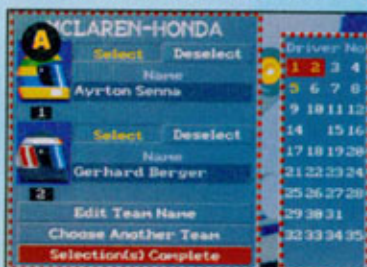 A
MCLAREN-HONDA
Select Deselect
Name
Ayrton Senna
1
Select Deselect
Name
Gerhard Berger
2
Edit Team Name
Choose Another Team
Selection(s) Complete
Driver No
1 2 3 4
5 6 7 8
9 10 11 12
14 15 16
17 18 19 20
21 22 23 24
25 26 27 28
29 30 31
32 33 34 35